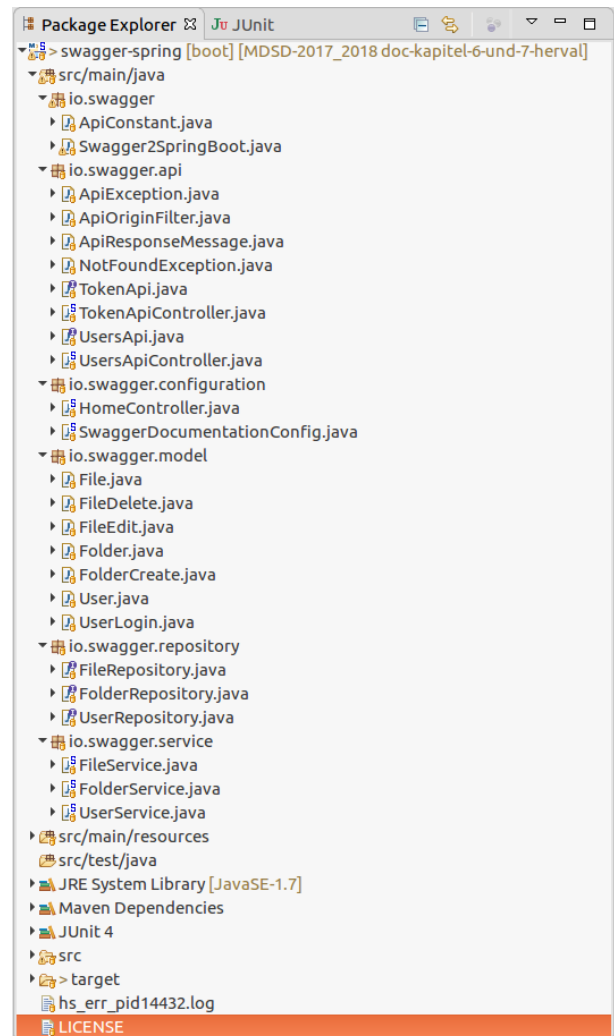 Package Explorer JUnit
> swagger-spring [boot] [MDSD-2017_2018 doc-kapitel-6-und-7-herval]
src/main/java
io.swagger
ApiConstant.java
Swagger2SpringBoot.java
io.swagger.api
ApiException.java
ApiOriginFilter.java
ApiResponseMessage.java
NotFoundException.java
TokenApi.java
TokenApiController.java
UsersApi.java
UsersApiController.java
io.swagger.configuration
HomeController.java
SwaggerDocumentationConfig.java
io.swagger.model
File.java
FileDelete.java
FileEdit.java
Folder.java
FolderCreate.java
User.java
UserLogin.java
io.swagger.repository
FileRepository.java
FolderRepository.java
UserRepository.java
io.swagger.service
FileService.java
FolderService.java
UserService.java
src/main/resources
src/test/java
JRE System Library [JavaSE-1.7]
Maven Dependencies
JUnit 4
src
> target
hs_err_pid14432.log
LICENSE